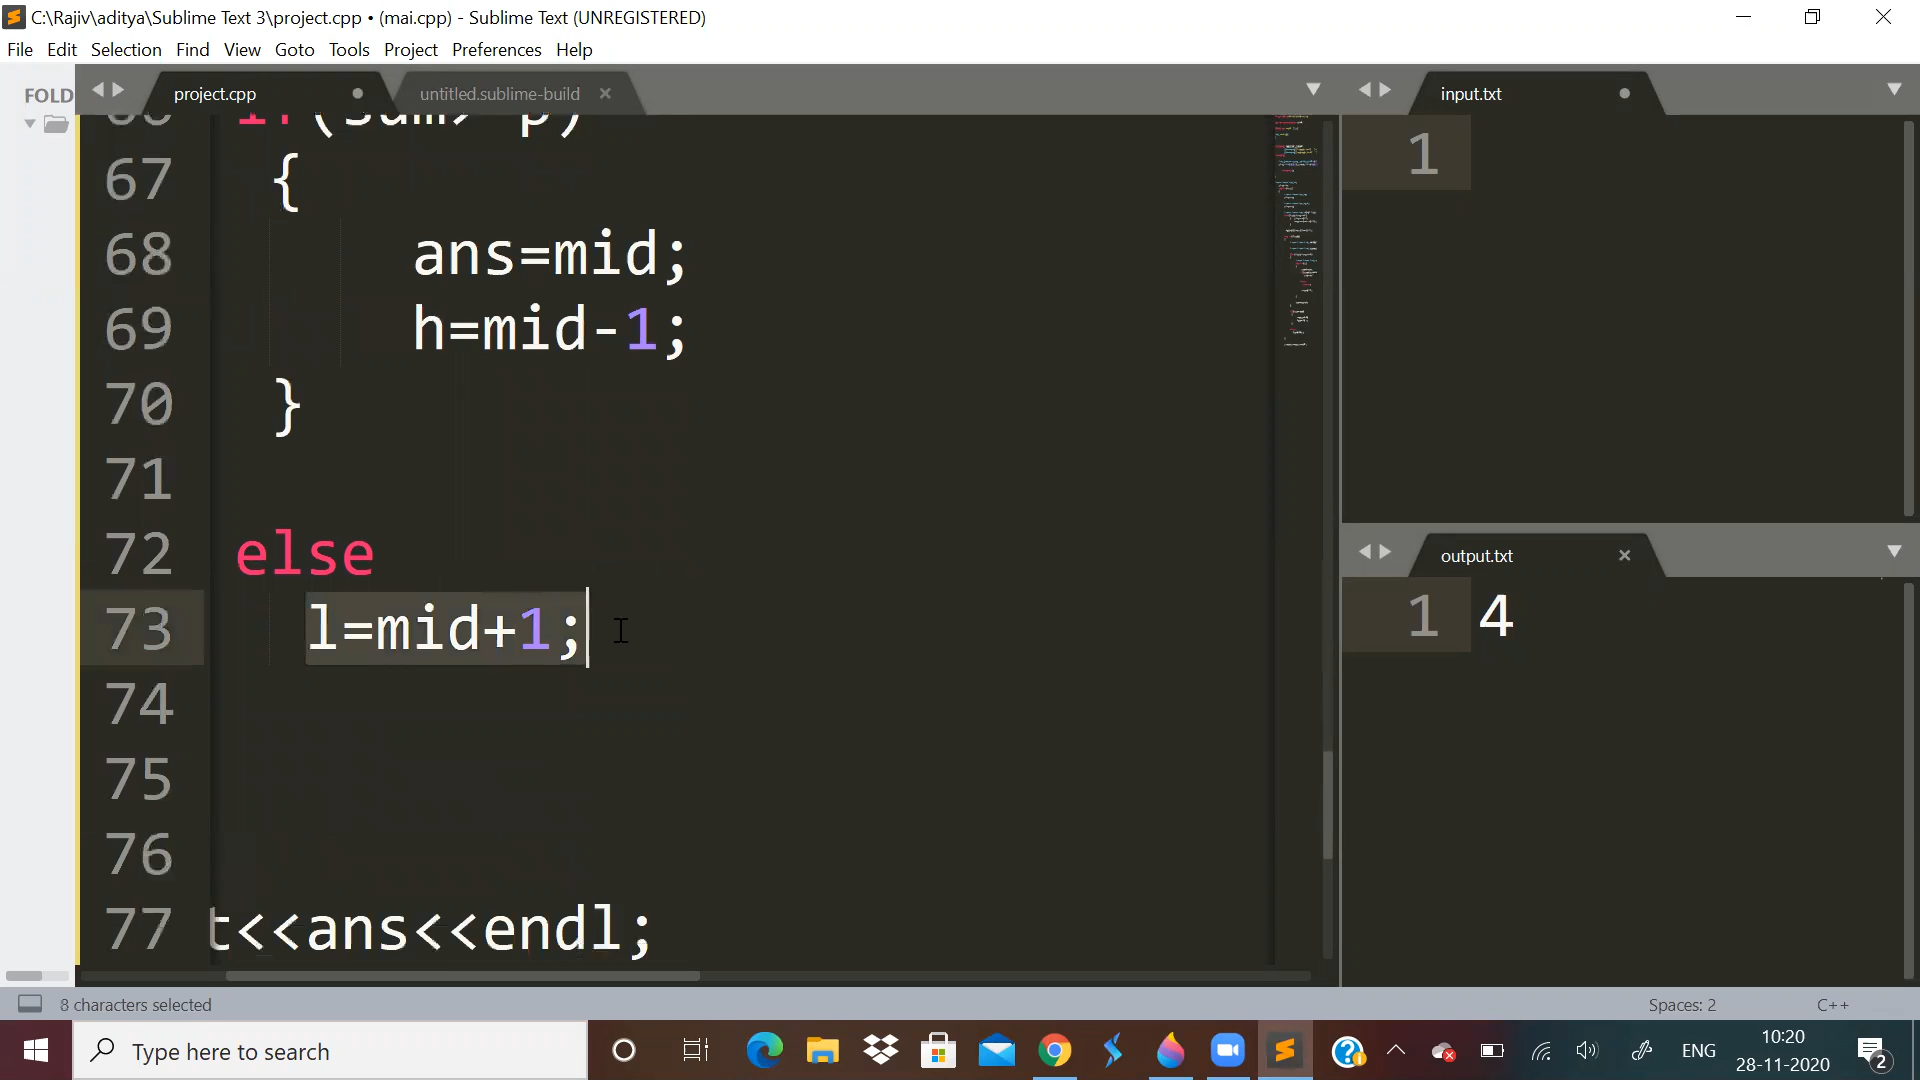 C:\Rajiv\aditya\Sublime Text 3\project.cpp • (mai.cpp) - Sublime Text (UNREGISTERED)
File Edit Selection Find View Goto Tools Project Preferences Help
FOLD
project.cpp
untitled.sublime-build
input.txt
67 {
68 ans=mid;
69 h=mid-1;
70 }
71
72 else
73 l=mid+1;
74
75
76
77 t<<ans<<endl;
1
output.txt
1 4
8 characters selected
Spaces: 2
C++
Type here to search
ENG
10:20
28-11-2020
2